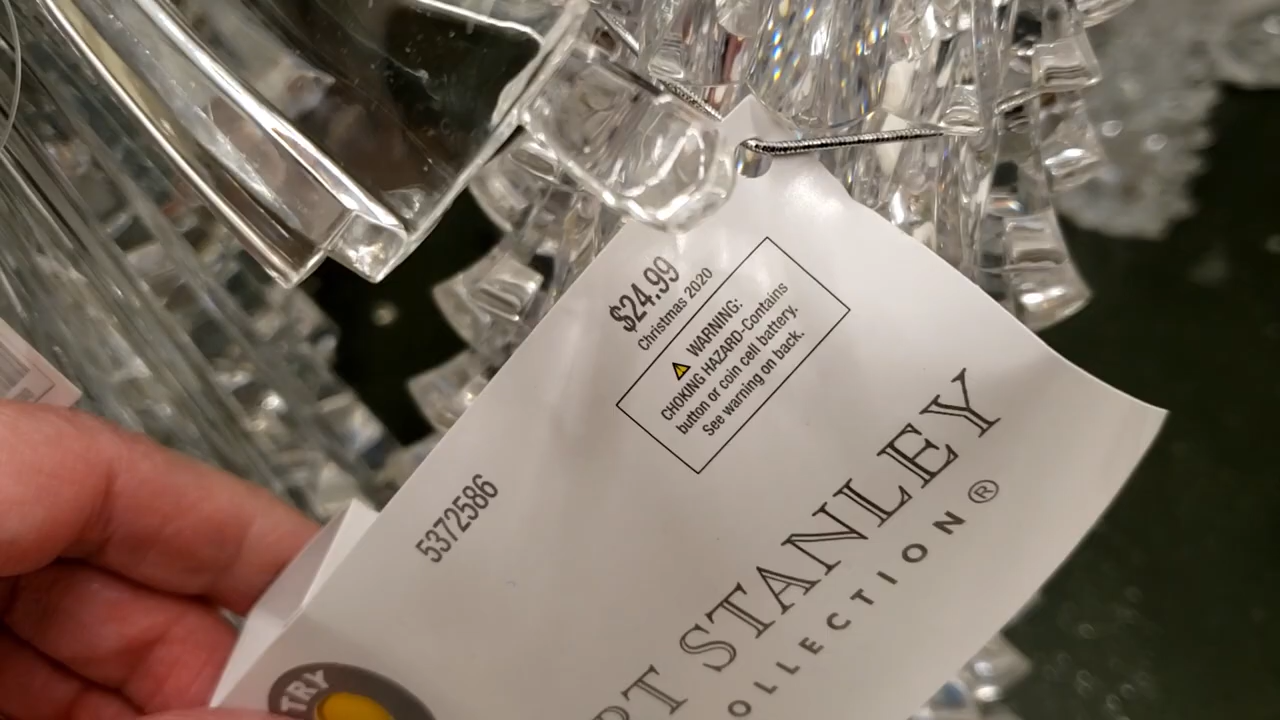 $24.99
Christmas 2020
WARNING:
CHOKING HAZARD-Contains
button or coin cell battery.
See warning on back.
5372586
STANLEY
COLLECTION®
TRY